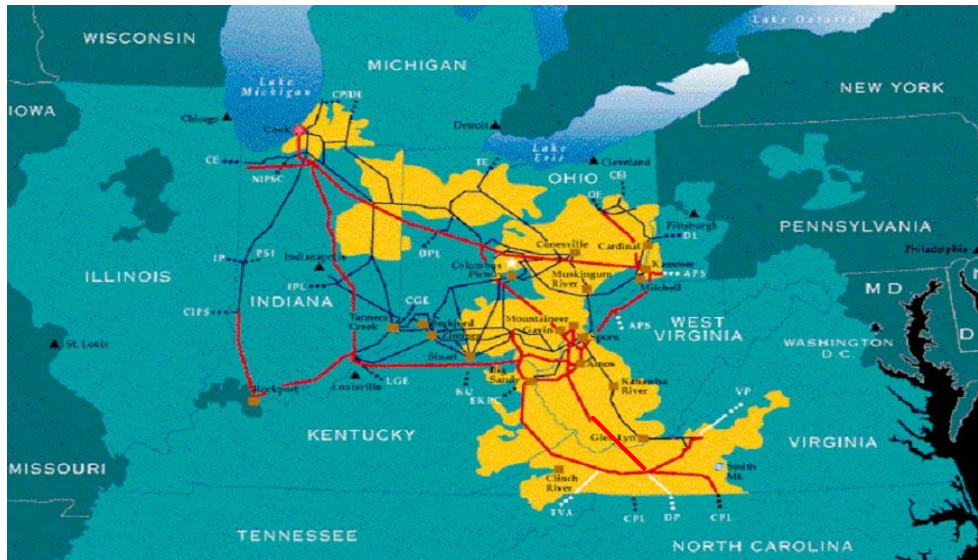 Lake Ontario
WISCONSIN
MICHIGAN
Lake
Michigan
NEW YORK
IOWA
CP/DE
Chicago
Cook
Detroit
Lake
Erie
CE
TE
Cleveland
NIPSC
OHIO
CEI
OE
Pittsburgh
DL
PENNSYLVANIA
Conesville
Cardinal
DPL
Philadelphia
IP
PSI
Indianapolis
Columbus
Picway
Kammer
APS
ILLINOIS
Muskingum
River
Mitchell
IPL
INDIANA
CGE
MD
CIPS
Tanners
Creek
Beckjord
Zimmer
Mountaineer
Gavin
WEST
VIRGINIA
APS
Sporn
St. Louis
Stuart
WASHINGTON
D.C.
D
Amos
Big
Sandy
Louisville
LGE
KU
EKPC
Kanawha
River
Rockport
VP
KENTUCKY
Glen Lyn
VIRGINIA
MISSOURI
Clinch
River
Smith
Mt.
TVA
CPL
DP
CPL
TENNESSEE
NORTH CAROLINA